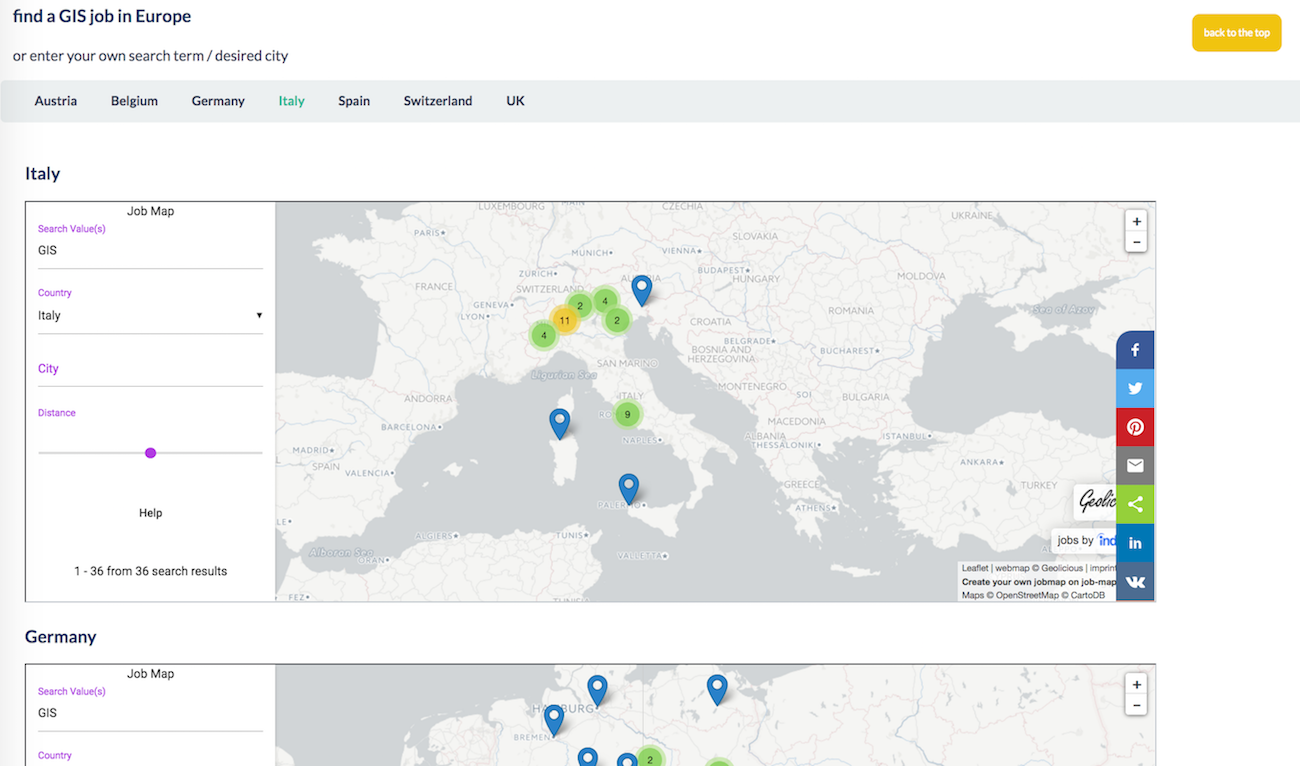 find a GIS job in Europe
back to the top
or enter your own search term / desired city
Austria Belgium Germany Italy Spain Switzerland UK
Italy
Job Map
Search Value(s)
GIS
Country
Italy
City
Distance
Help
1 - 36 from 36 search results
LUXEMBOURG
CZECHIA
UKRAINE
+
−
PARIS
SLOVAKIA
MUNICH
VIENNA
ZURICH
BUDAPEST
HUNGARY
MOLDOVA
FRANCE
SWITZERLAND
GENEVA
LYON
2
4
11
2
4
CROATIA
ROMANIA
Sea of Azov
BELGRADE
BOSNIA AND
HERZEGOVINA
BUCHAREST
SAN MARINO
Ligurian Sea
MONTENEGRO
ANDORRA
ITALY
BULGARIA
9
BARCELONA
NAPLES
MACEDONIA
ALBANIA
ISTANBUL
THESSALONIKI
MADRID
SPAIN
VALENCIA
ANKARA
GREECE
TURKEY
PALERMO
ATHENS
ALGIERS
TUNIS
Alboran Sea
VALLETTA
FEZ
jobs by
Leaflet | webmap © Geolicious | imprint
Create your own jobmap on job-map
Maps © OpenStreetMap © CartoDB
f
in
Germany
Job Map
Search Value(s)
GIS
Country
+
−
BREMEN
2